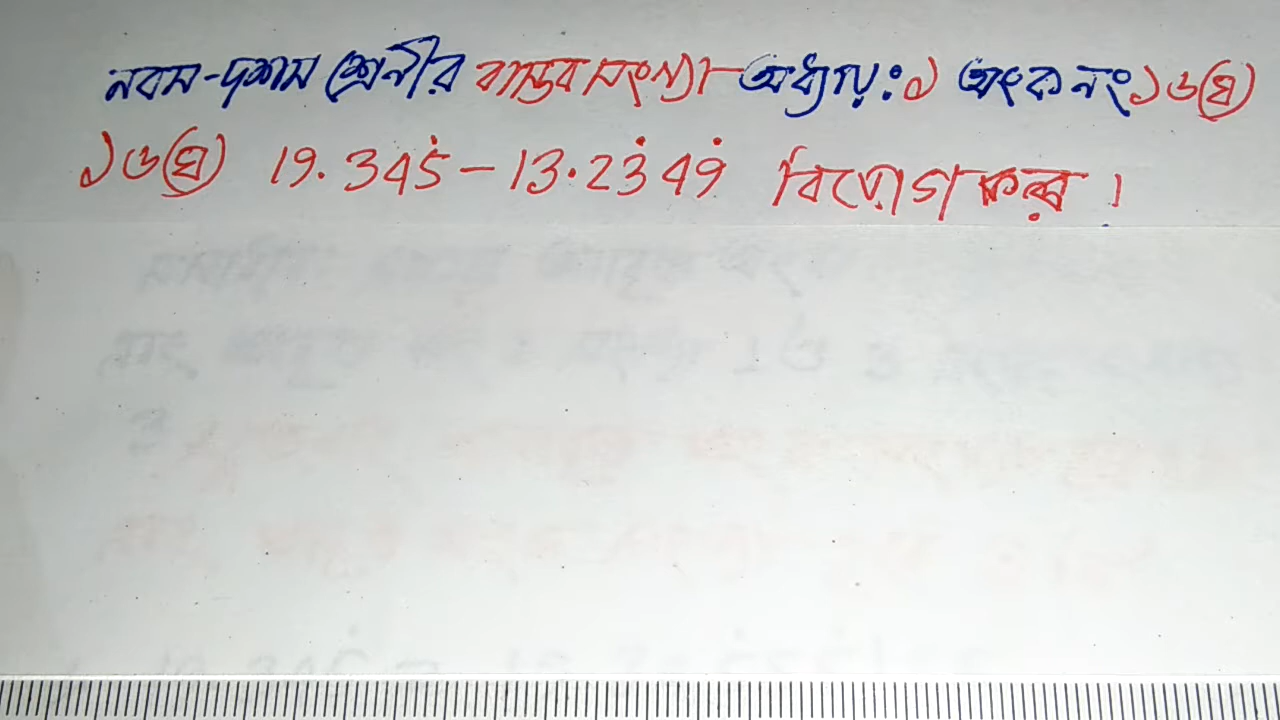 নবম-দশম শ্রেণীর বাস্তব সংখ্যা-অধ্যায়ঃ১ অংক নং ১৬(ঘ)
১৬(ঘ) 19.345̇ - 13.23̇49̇ বিয়োগ কর।